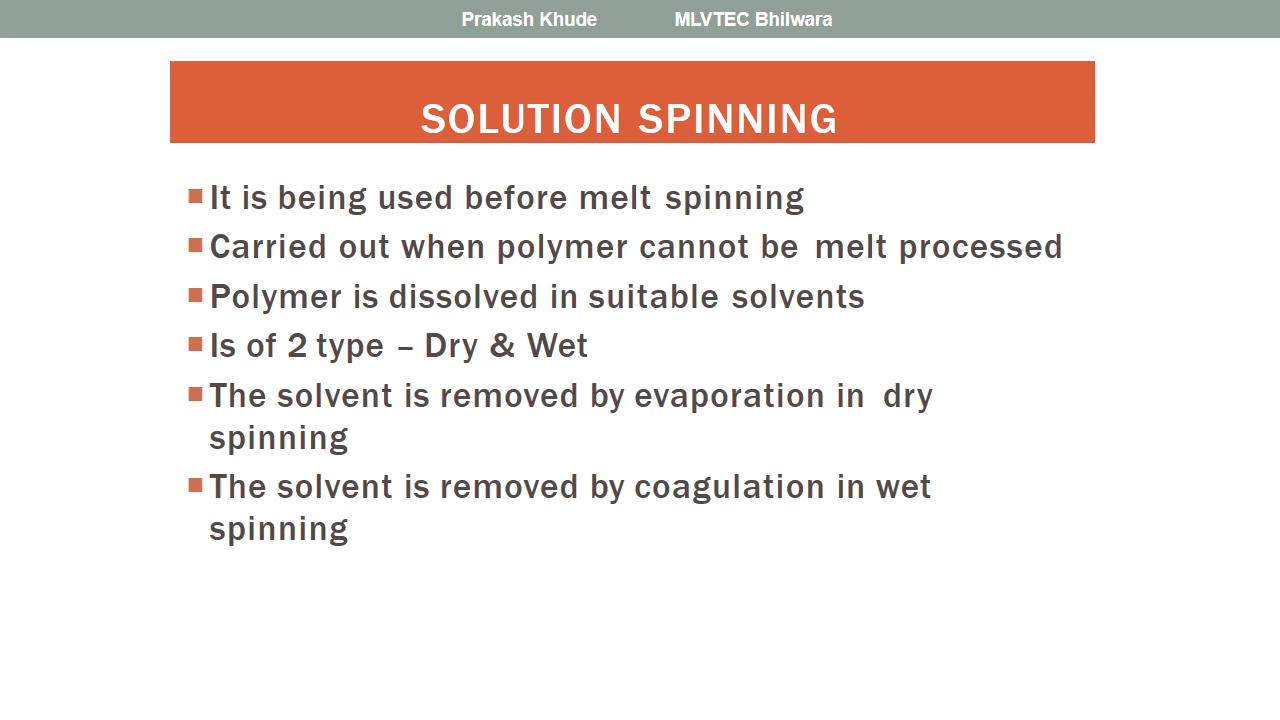 Prakash Khude MLVTEC Bhilwara
SOLUTION SPINNING
It is being used before melt spinning
Carried out when polymer cannot be melt processed
Polymer is dissolved in suitable solvents
Is of 2 type – Dry & Wet
The solvent is removed by evaporation in dry
spinning
The solvent is removed by coagulation in wet
spinning